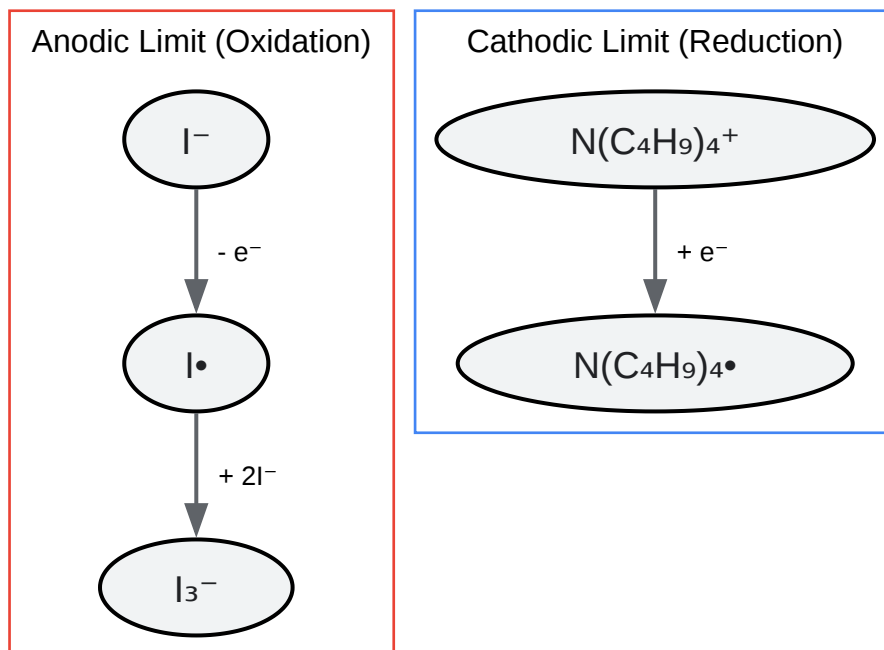 Anodic Limit (Oxidation)
I⁻
- e⁻
I•
+ 2I⁻
I₃⁻
Cathodic Limit (Reduction)
N(C₄H₉)₄⁺
+ e⁻
N(C₄H₉)₄•